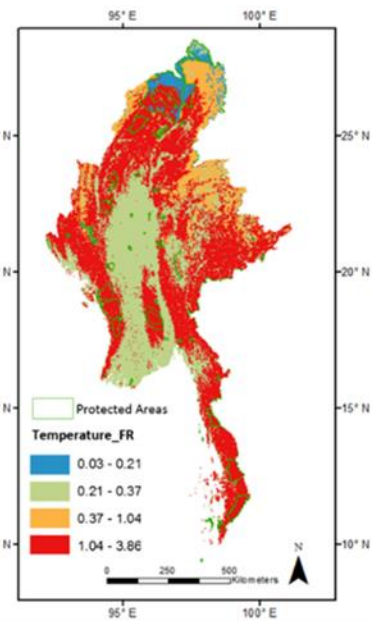 95° E 100° E
N 25° N
N 20° N
N 15° N
N 10° N
Protected Areas
Temperature_FR
0.03 - 0.21
0.21 - 0.37
0.37 - 1.04
1.04 - 3.86
N
0 250 500
Kilometers
95° E 100° E